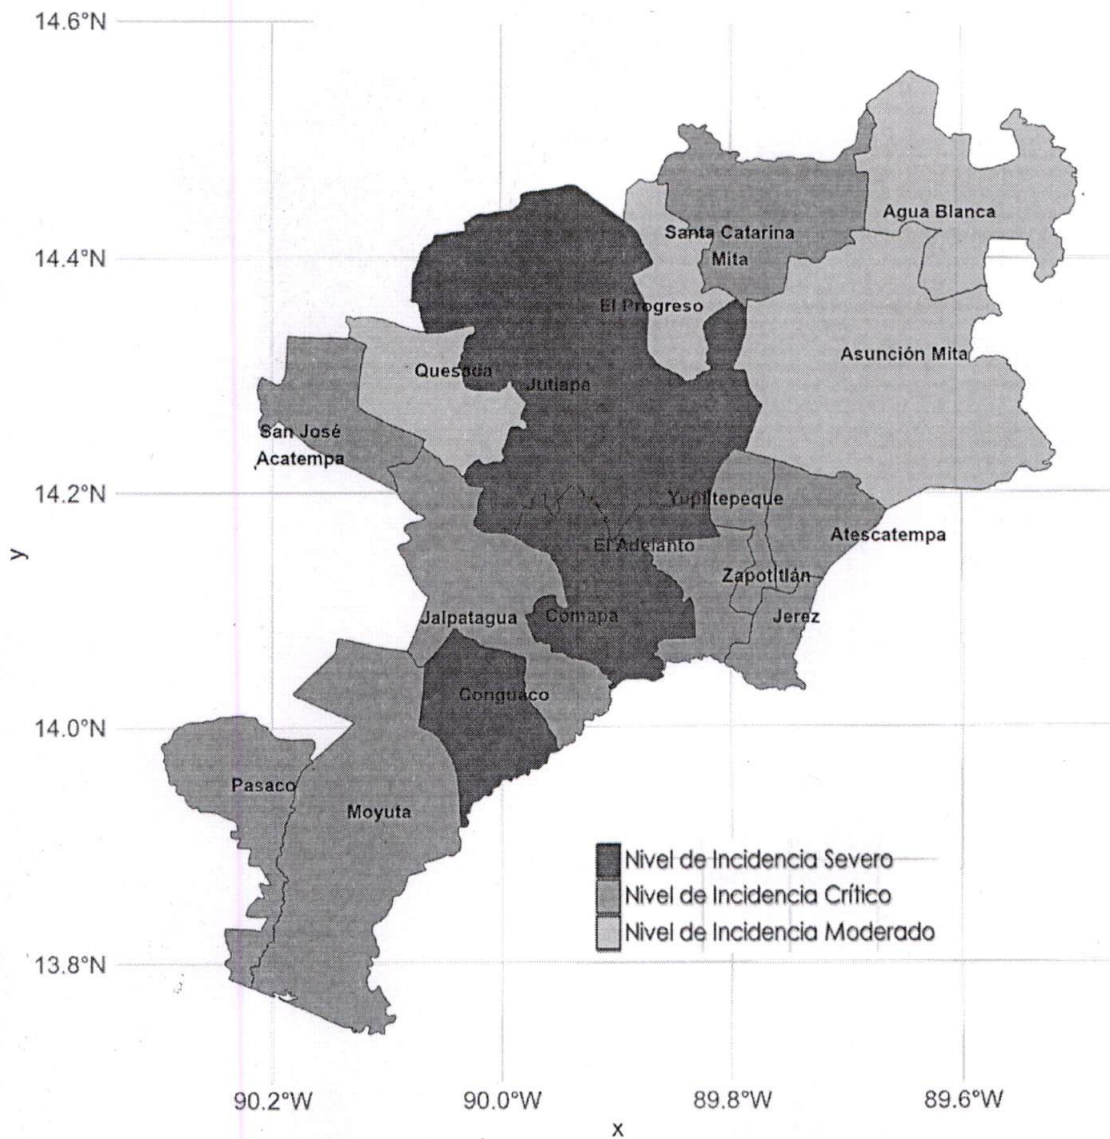 14.6°N
14.4°N
14.2°N
14.0°N
13.8°N
y
Agua Blanca
Santa Catarina
Mita
El Progreso
Asunción Mita
Quesada
Jutiapa
San José
Acatempa
Yupiltepeque
Atescatempa
El Adelanto
Zapotitlán
Jalpatagua
Comapa
Jerez
Conguaco
Pasaco
Moyuta
Nivel de Incidencia Severo
Nivel de Incidencia Crítico
Nivel de Incidencia Moderado
90.2°W
90.0°W
89.8°W
89.6°W
x